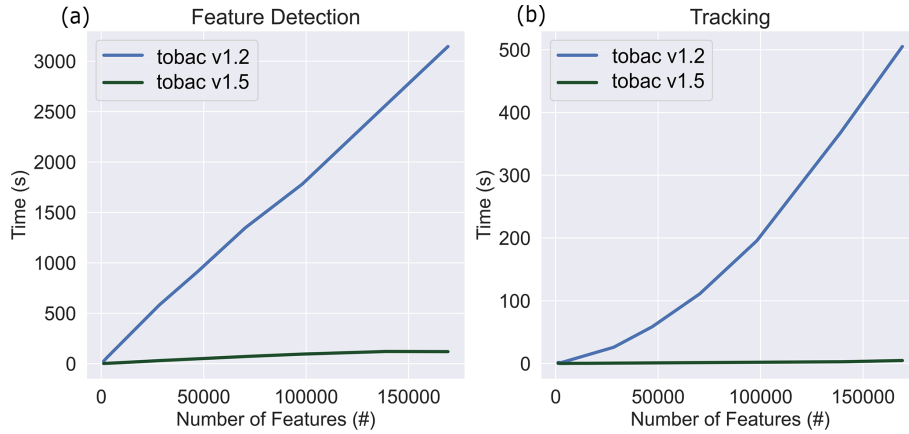 (a)
Feature Detection
tobac v1.2
tobac v1.5
3000
2500
2000
1500
1000
500
0
Time (s)
0 50000 100000 150000
Number of Features (#)
(b)
Tracking
tobac v1.2
tobac v1.5
500
400
300
200
100
0
Time (s)
0 50000 100000 150000
Number of Features (#)